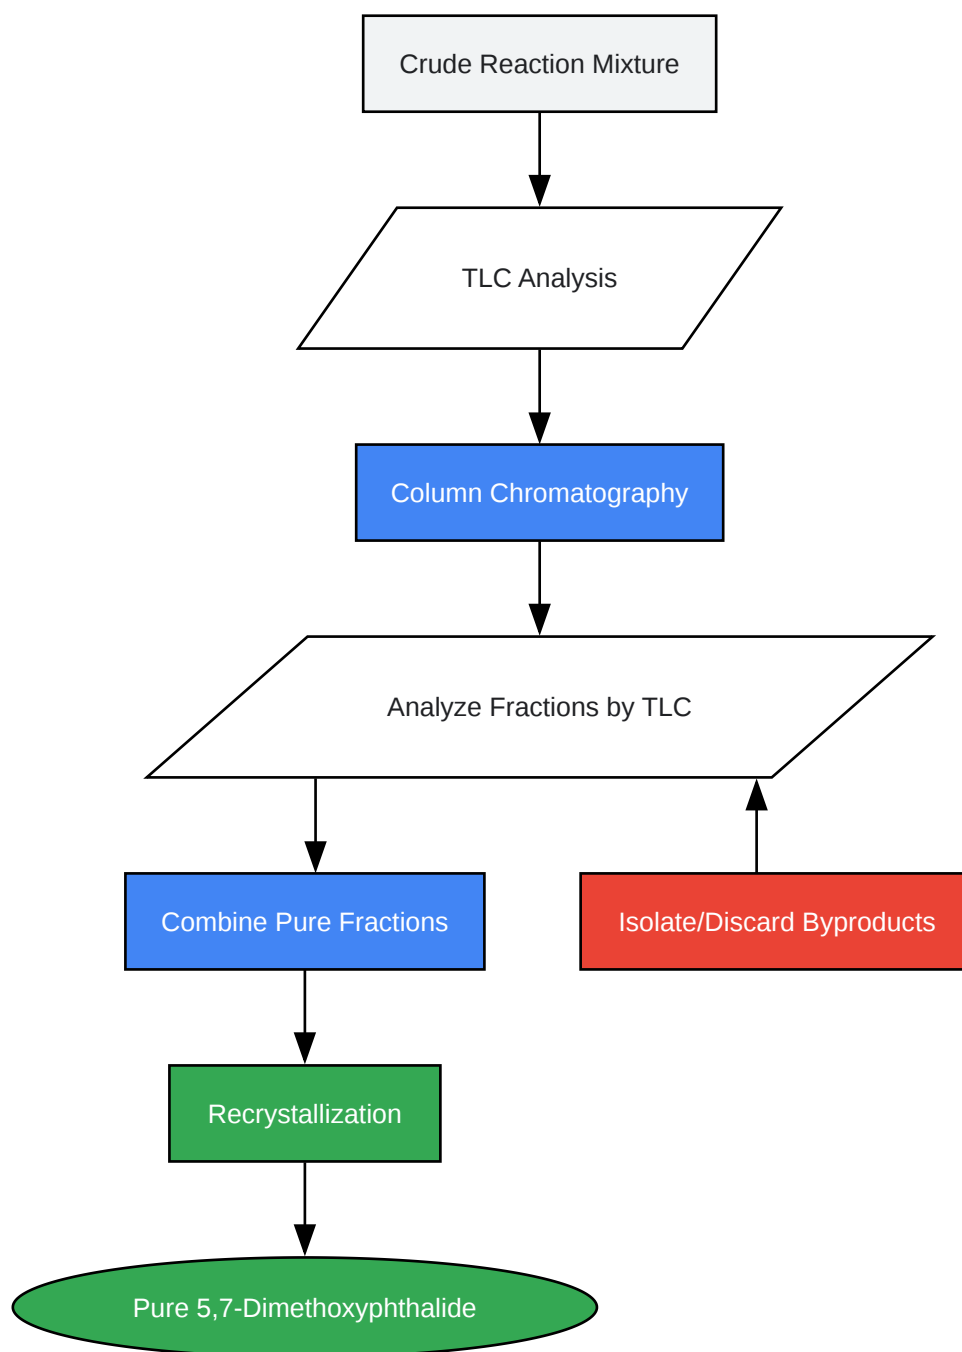 Crude Reaction Mixture
TLC Analysis
Column Chromatography
Analyze Fractions by TLC
Combine Pure Fractions
Isolate/Discard Byproducts
Recrystallization
Pure 5,7-Dimethoxyphthalide